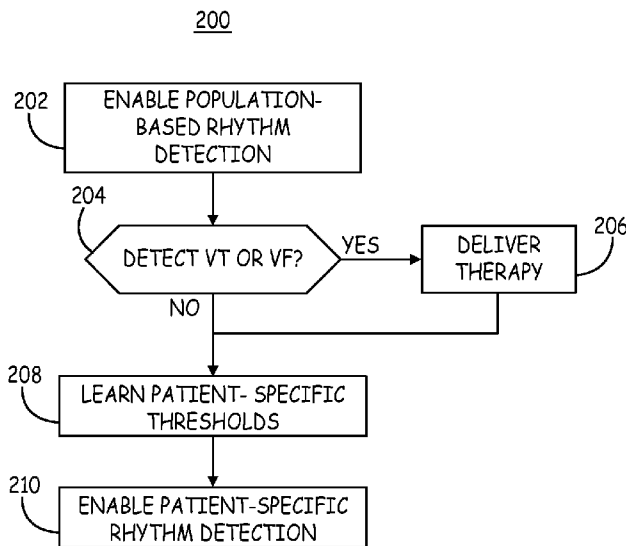 200
202
ENABLE POPULATION-
BASED RHYTHM
DETECTION
204
DETECT VT OR VF?
YES
DELIVER
THERAPY
206
NO
208
LEARN PATIENT- SPECIFIC
THRESHOLDS
210
ENABLE PATIENT-SPECIFIC
RHYTHM DETECTION